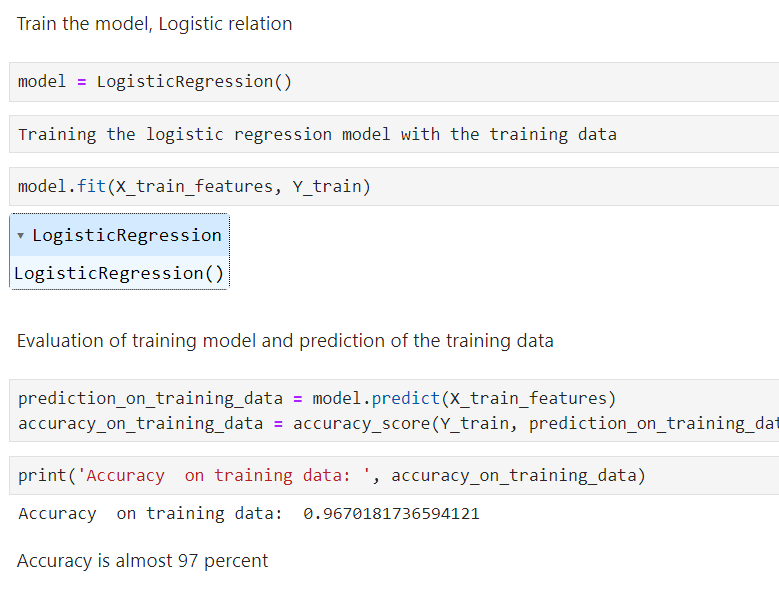 Train the model, Logistic relation
model = LogisticRegression()
Training the logistic regression model with the training data
model.fit(X_train_features, Y_train)
▾ LogisticRegression
LogisticRegression()
Evaluation of training model and prediction of the training data
prediction_on_training_data = model.predict(X_train_features)
accuracy_on_training_data = accuracy_score(Y_train, prediction_on_training_dat
print('Accuracy  on training data: ', accuracy_on_training_data)
Accuracy  on training data:  0.9670181736594121
Accuracy is almost 97 percent